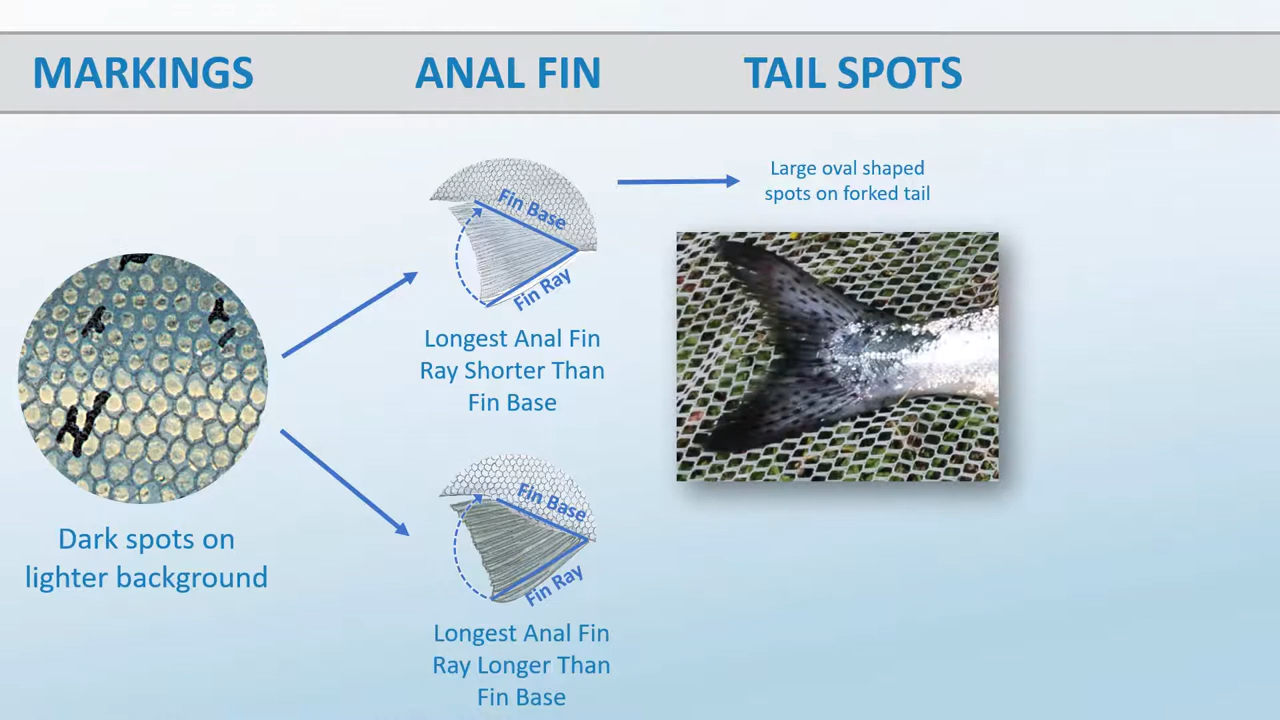 MARKINGS
ANAL FIN
TAIL SPOTS
Large oval shaped
spots on forked tail
Fin Base
Fin Ray
Longest Anal Fin
Ray Shorter Than
Fin Base
Dark spots on
lighter background
Fin Base
Fin Ray
Longest Anal Fin
Ray Longer Than
Fin Base